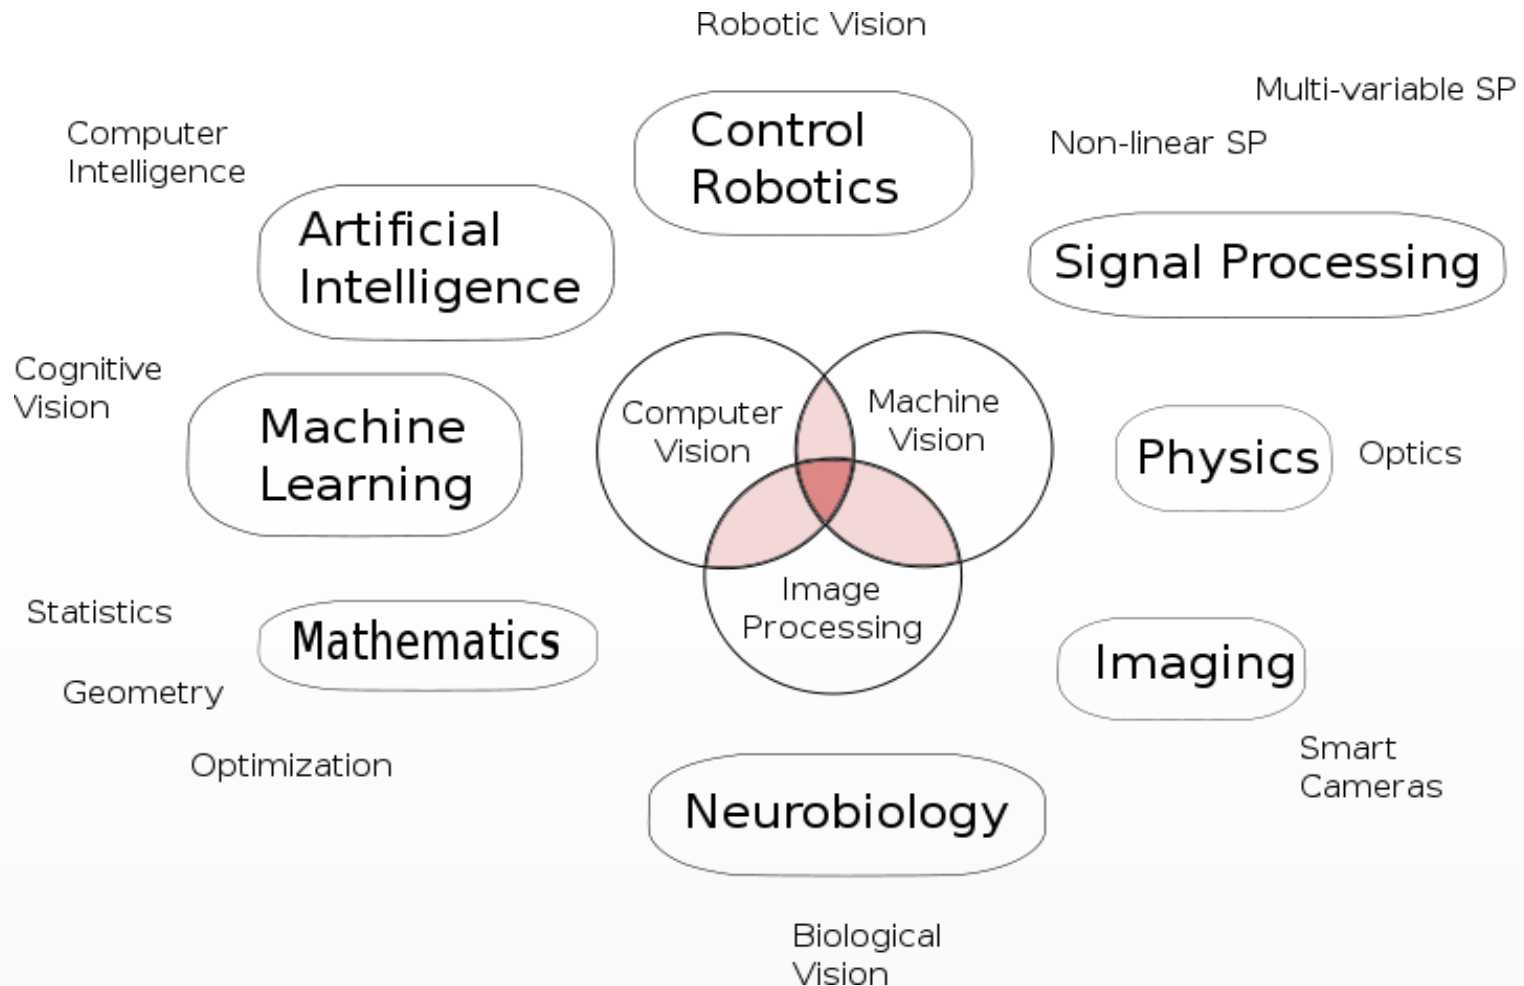 Robotic Vision
Multi-variable SP
Computer
Intelligence
Non-linear SP
Control
Robotics
Artificial
Intelligence
Signal Processing
Cognitive
Vision
Machine
Learning
Computer
Vision
Machine
Vision
Physics
Optics
Image
Processing
Statistics
Mathematics
Geometry
Imaging
Optimization
Smart
Cameras
Neurobiology
Biological
Vision